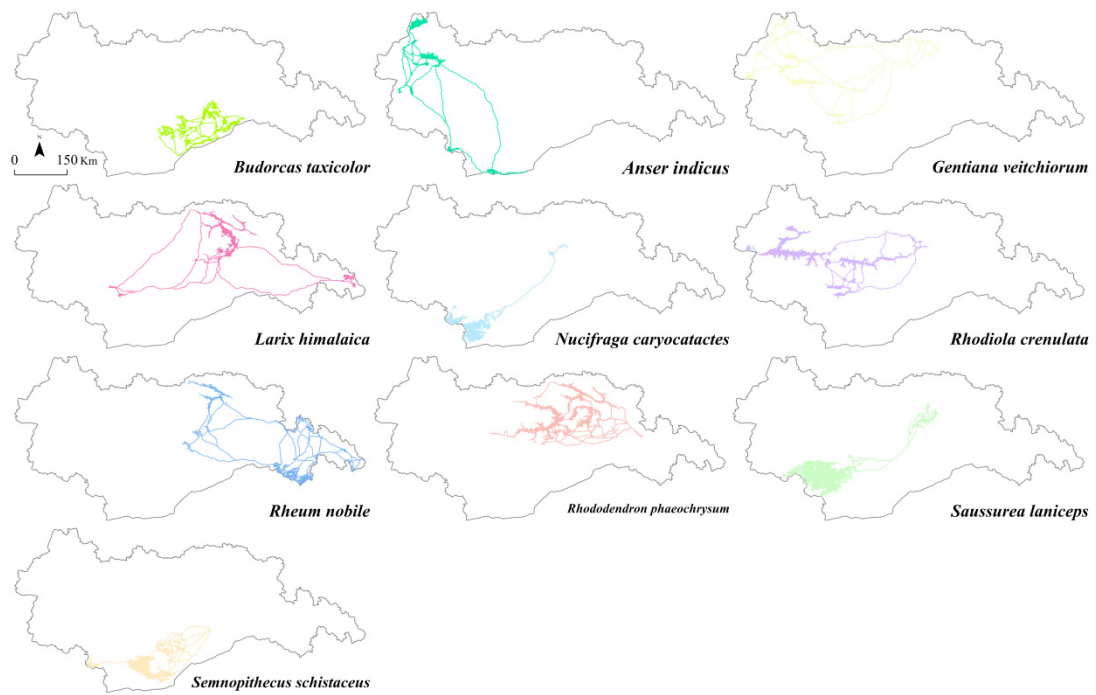 N
0 150 Km
Budorcas taxicolor
Anser indicus
Gentiana veitchiorum
Larix himalaica
Nucifraga caryocatactes
Rhodiola crenulata
Rheum nobile
Rhododendron phaeochrysum
Saussurea laniceps
Semnopithecus schistaceus